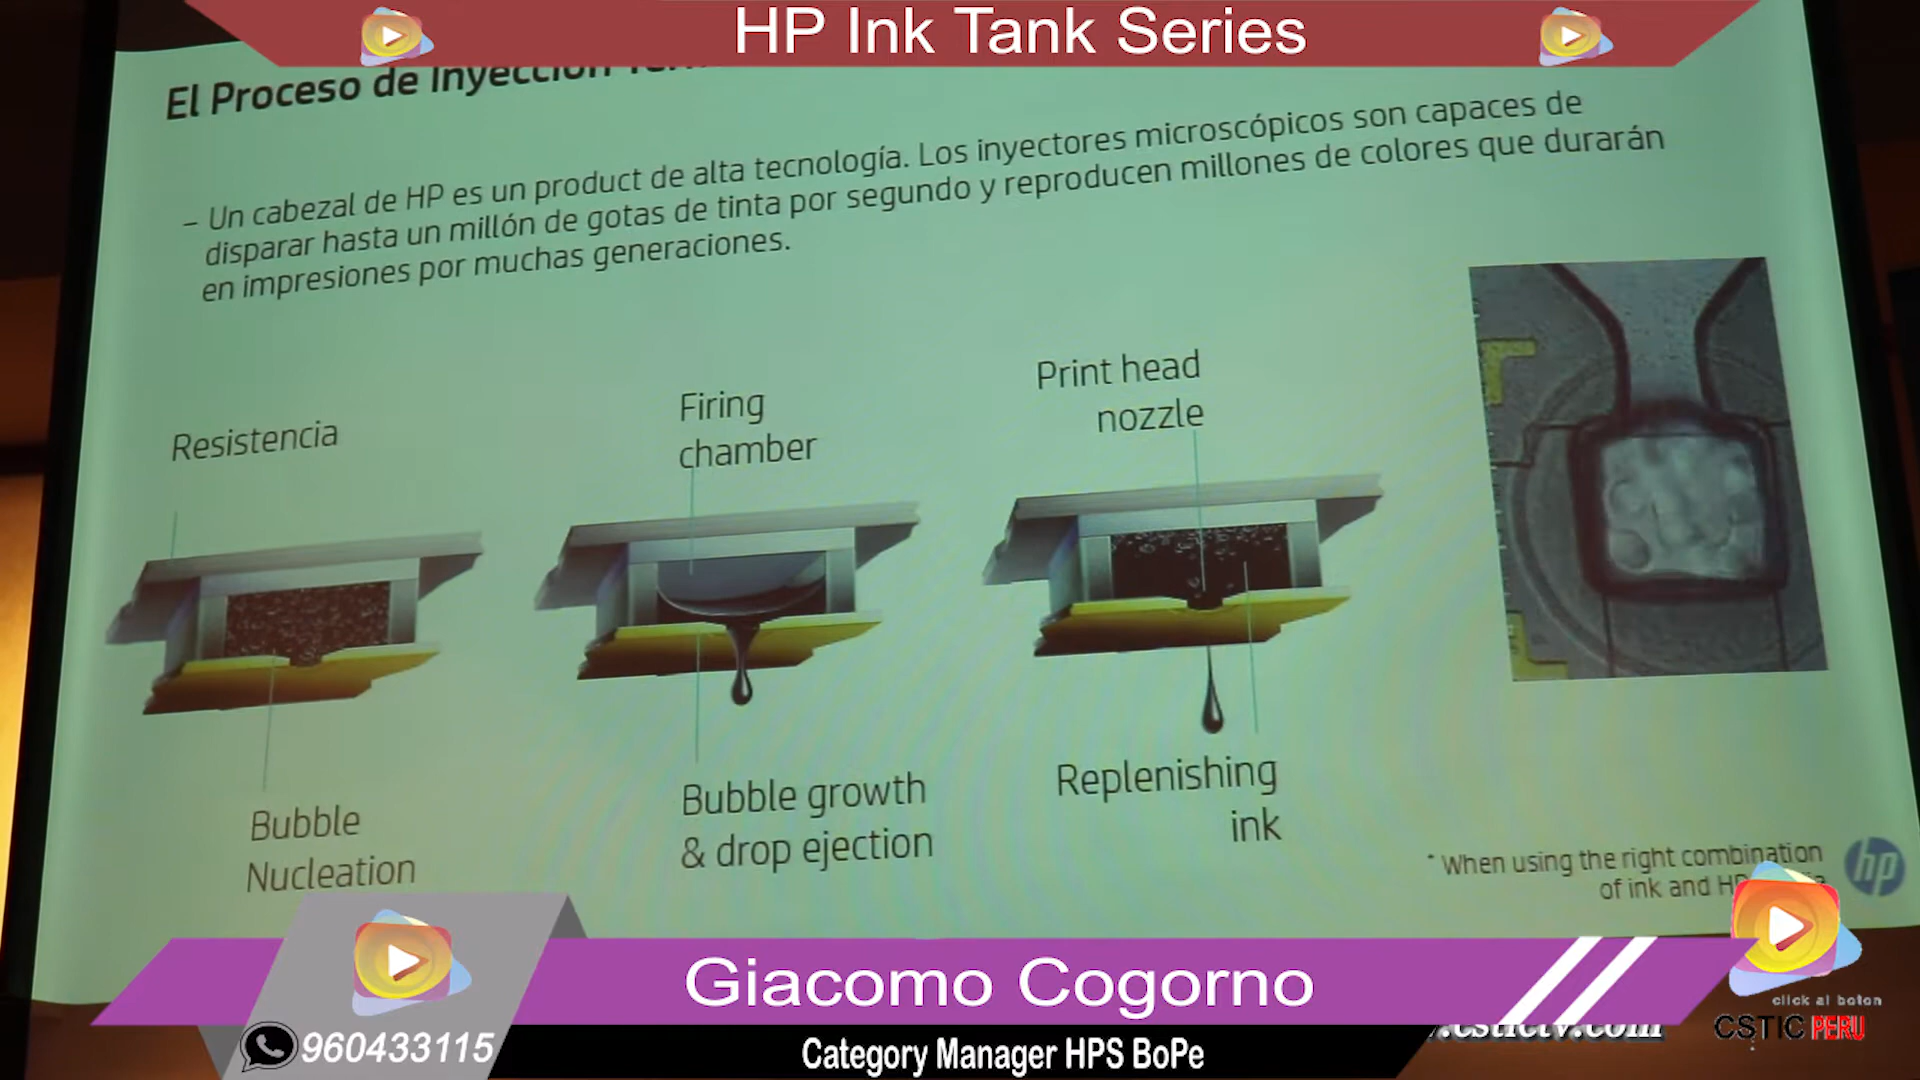 HP Ink Tank Series
El Proceso de Inyección
– Un cabezal de HP es un product de alta tecnología. Los inyectores microscópicos son capaces de
disparar hasta un millón de gotas de tinta por segundo y reproducen millones de colores que durarán
en impresiones por muchas generaciones.
Resistencia
Firing
chamber
Print head
nozzle
Bubble
Nucleation
Bubble growth
& drop ejection
Replenishing
ink
* When using the right combination
of ink and
hp
Giacomo Cogorno
click al boton
CSTIC PERU
960433115
Category Manager HPS BoPe
.cstictv.com